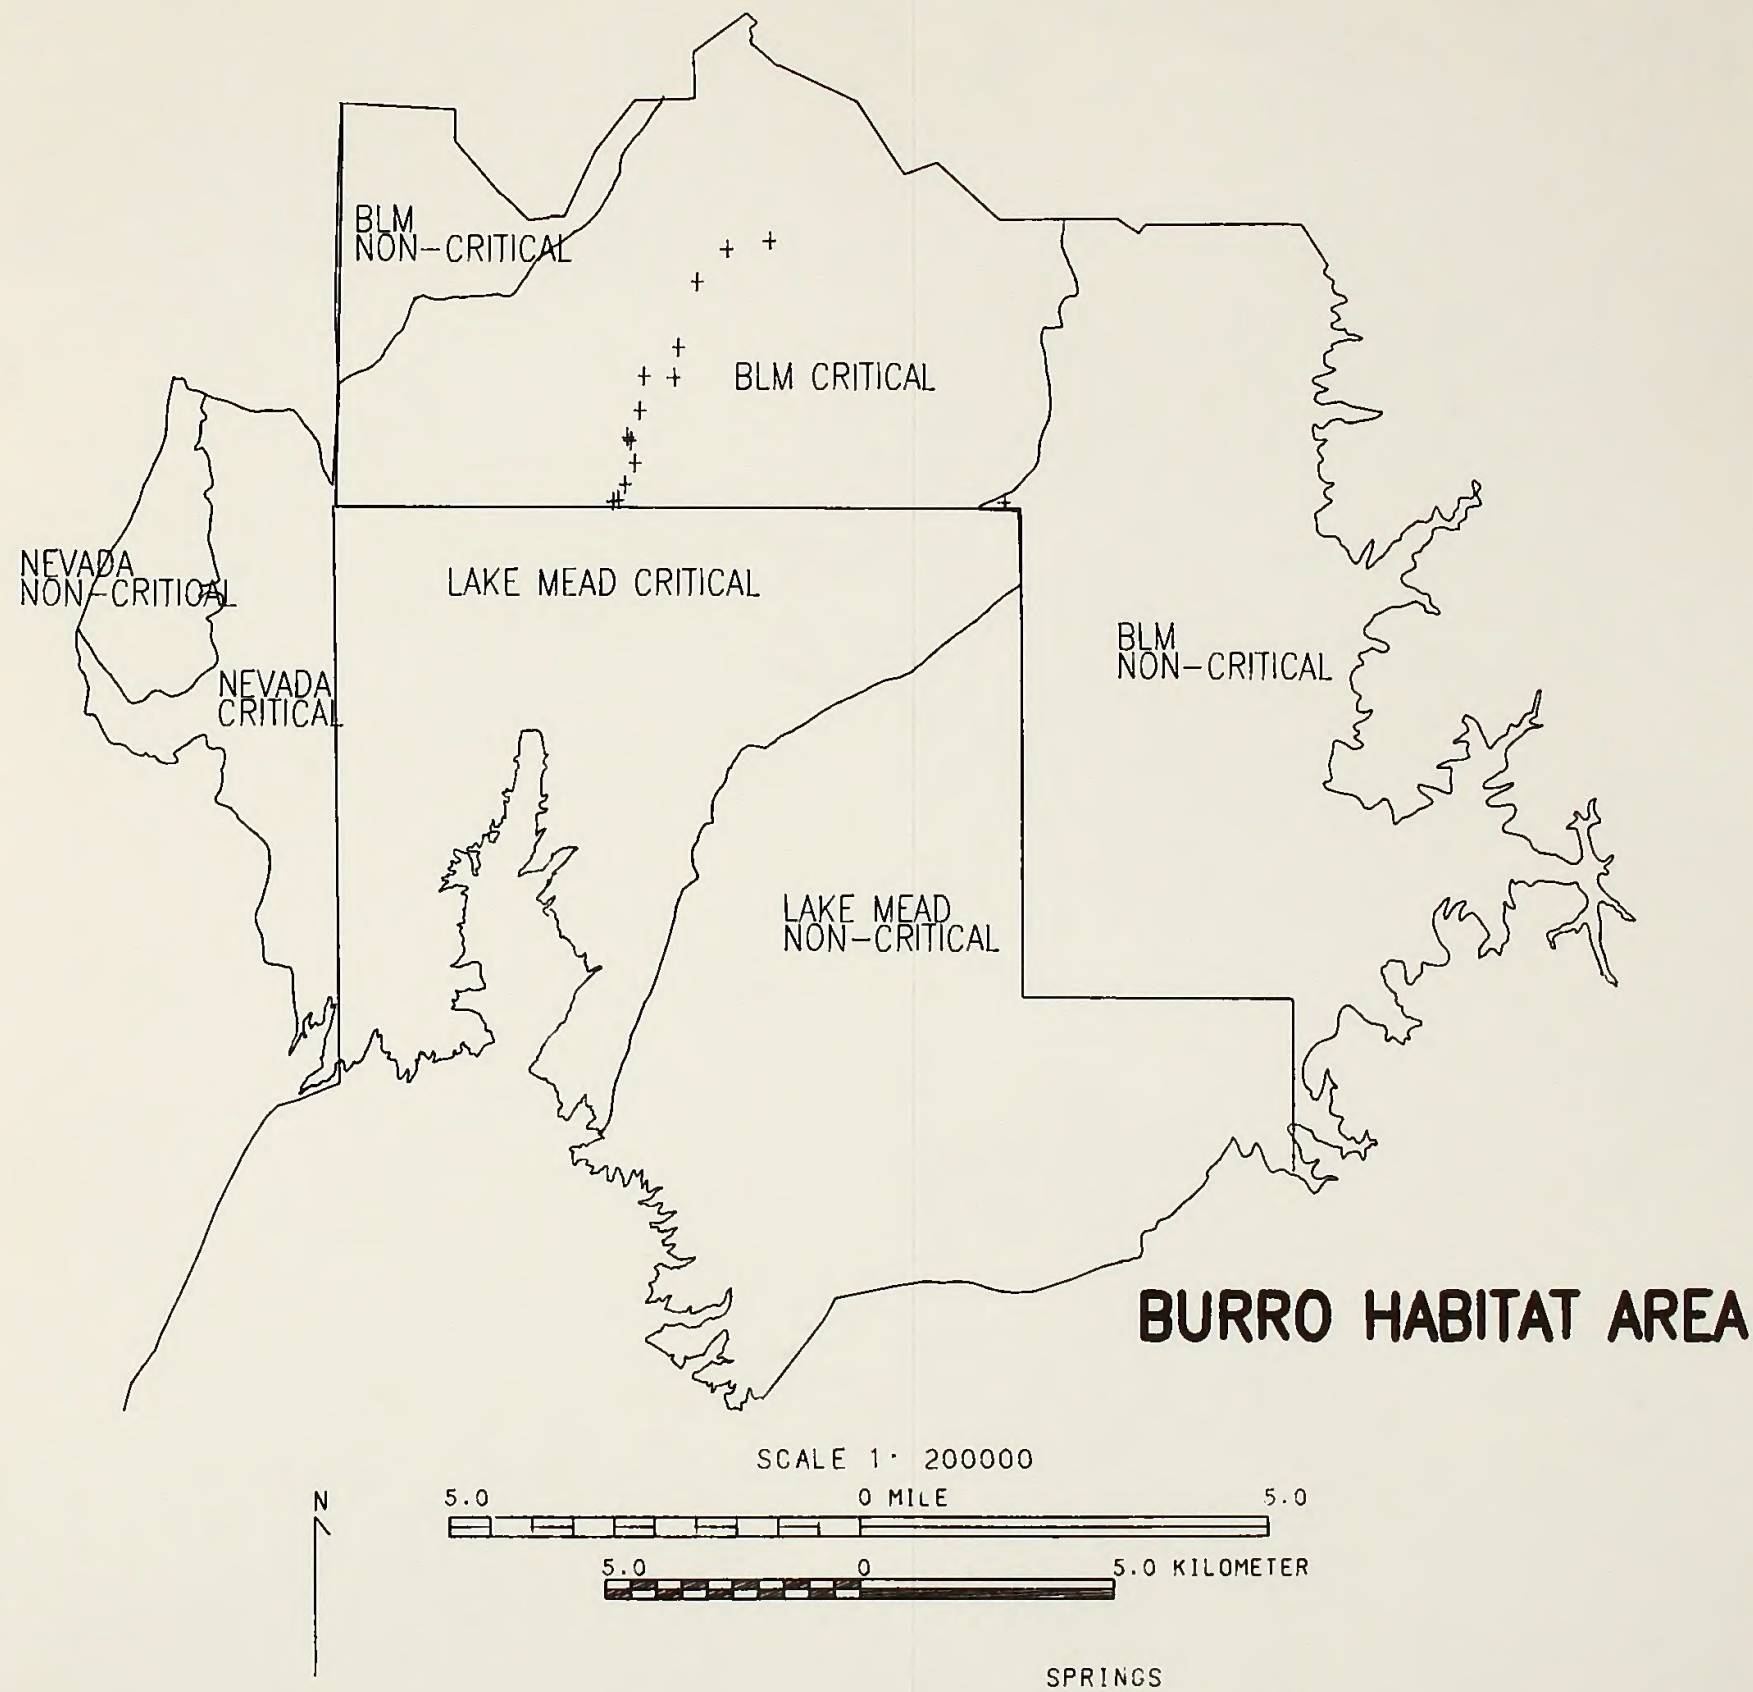 BLM
NON-CRITICAL
BLM CRITICAL
NEVADA
NON-CRITICAL
LAKE MEAD CRITICAL
BLM
NON-CRITICAL
NEVADA
CRITICAL
LAKE MEAD
NON-CRITICAL
BURRO HABITAT AREA
SCALE 1: 200000
N
5.0 0 MILE 5.0
5.0 0 5.0 KILOMETER
SPRINGS